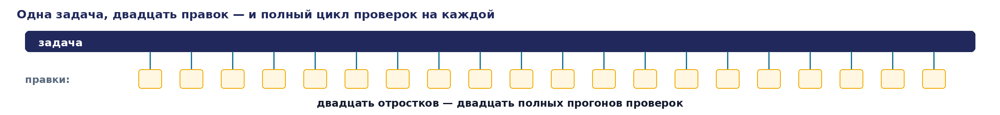 Одна задача, двадцать правок — и полный цикл проверок на каждой
задача
правки:
двадцать отростков — двадцать полных прогонов проверок